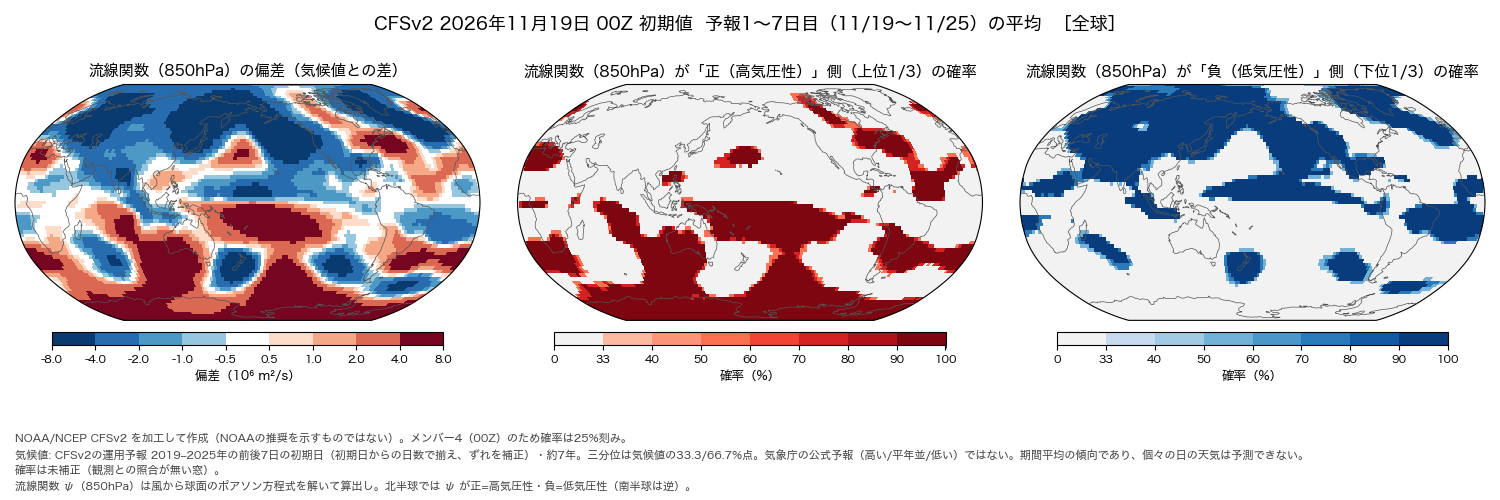 CFSv2 2026年11月19日 00Z 初期値 予報1～7日目（11/19～11/25）の平均 ［全球］
流線関数（850hPa）の偏差（気候値との差）
流線関数（850hPa）が「正（高気圧性）」側（上位1/3）の確率
流線関数（850hPa）が「負（低気圧性）」側（下位1/3）の確率
-8.0 -4.0 -2.0 -1.0 -0.5 0.5 1.0 2.0 4.0 8.0
偏差（10⁶ m²/s）
0 33 40 50 60 70 80 90 100
確率（%）
0 33 40 50 60 70 80 90 100
確率（%）
NOAA/NCEP CFSv2 を加工して作成（NOAAの推奨を示すものではない）。メンバー4（00Z）のため確率は25%刻み。
気候値: CFSv2の運用予報 2019–2025年の前後7日の初期日（初期日からの日数で揃え、ずれを補正）・約7年。三分位は気候値の33.3/66.7%点。気象庁の公式予報（高い/平年並/低い）ではない。期間平均の傾向であり、個々の日の天気は予測できない。
確率は未補正（観測との照合が無い窓）。
流線関数 ψ（850hPa）は風から球面のポアソン方程式を解いて算出し。北半球では ψ が正=高気圧性・負=低気圧性（南半球は逆）。